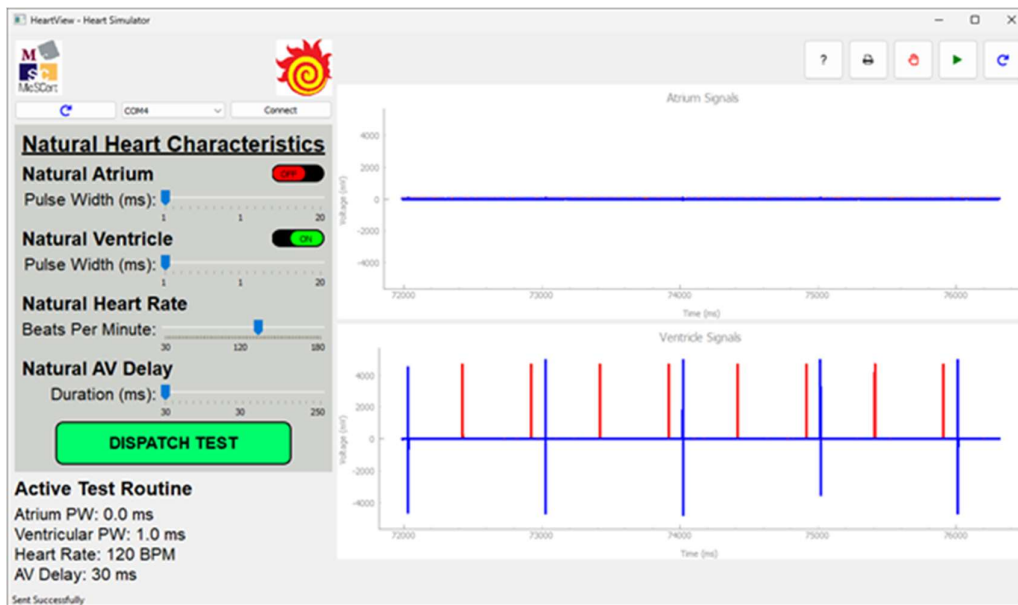 HeartView - Heart Simulator
M
SC
McSCert
COM4
Connect
Natural Heart Characteristics
Natural Atrium
OFF
Pulse Width (ms):
1 1 20
Natural Ventricle
ON
Pulse Width (ms):
1 1 20
Natural Heart Rate
Beats Per Minute:
30 120 180
Natural AV Delay
Duration (ms):
30 30 250
DISPATCH TEST
Active Test Routine
Atrium PW: 0.0 ms
Ventricular PW: 1.0 ms
Heart Rate: 120 BPM
AV Delay: 30 ms
Sent Successfully
?
Atrium Signals
Voltage (mV)
4000
2000
0
-2000
-4000
72000 73000 74000 75000 76000
Time (ms)
Ventricle Signals
Voltage (mV)
4000
2000
0
-2000
-4000
72000 73000 74000 75000 76000
Time (ms)